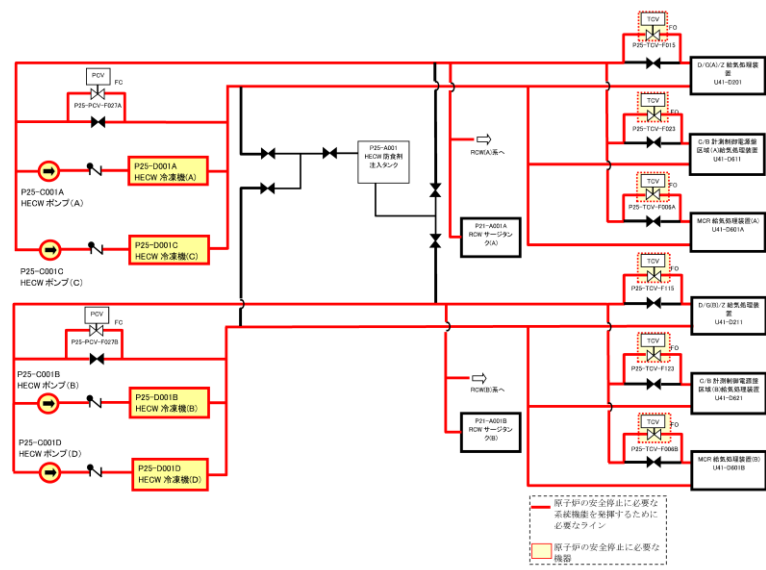 TCV
FO
P25-TCV-F015
D/G(A)/Z 給気処理装
置
U41-D201
PCV
FC
P25-PCV-F027A
TCV
FO
P25-TCV-F023
C/B 計測制御電源盤
区域(A)給気処理装置
U41-D611
P25-A001
HECW 防食剤
注入タンク
RCW(A)系へ
P25-C001A
HECW ポンプ(A)
P25-D001A
HECW 冷凍機(A)
TCV
FO
P25-TCV-F006A
MCR 給気処理装置(A)
U41-D601A
P21-A001A
RCW サージタン
ク(A)
P25-C001C
HECW ポンプ(C)
P25-D001C
HECW 冷凍機(C)
TCV
FO
P25-TCV-F115
D/G(B)/Z 給気処理装
置
U41-D211
PCV
FC
P25-PCV-F027B
TCV
FO
P25-TCV-F123
C/B 計測制御電源盤
区域(B)給気処理装置
U41-D621
RCW(B)系へ
P25-C001B
HECW ポンプ(B)
P25-D001B
HECW 冷凍機(B)
P21-A001B
RCW サージタン
ク(B)
TCV
FO
P25-TCV-F006B
MCR 給気処理装置(B)
U41-D601B
P25-C001D
HECW ポンプ(D)
P25-D001D
HECW 冷凍機(D)
原子炉の安全停止に必要な
系統機能を発揮するために
必要なライン
原子炉の安全停止に必要な
機器